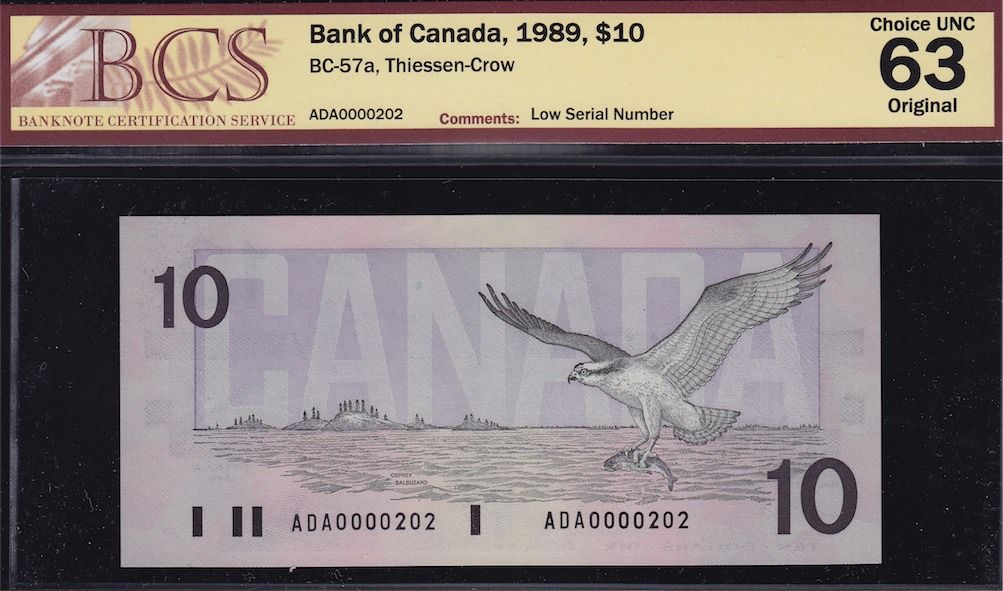 BCS
BANKNOTE CERTIFICATION SERVICE
Bank of Canada, 1989, $10
BC-57a, Thiessen-Crow
ADA0000202
Comments: Low Serial Number
Choice UNC
63
Original
10
CANADA
OSPREY
BALBUZARD
10
ADA0000202
ADA0000202